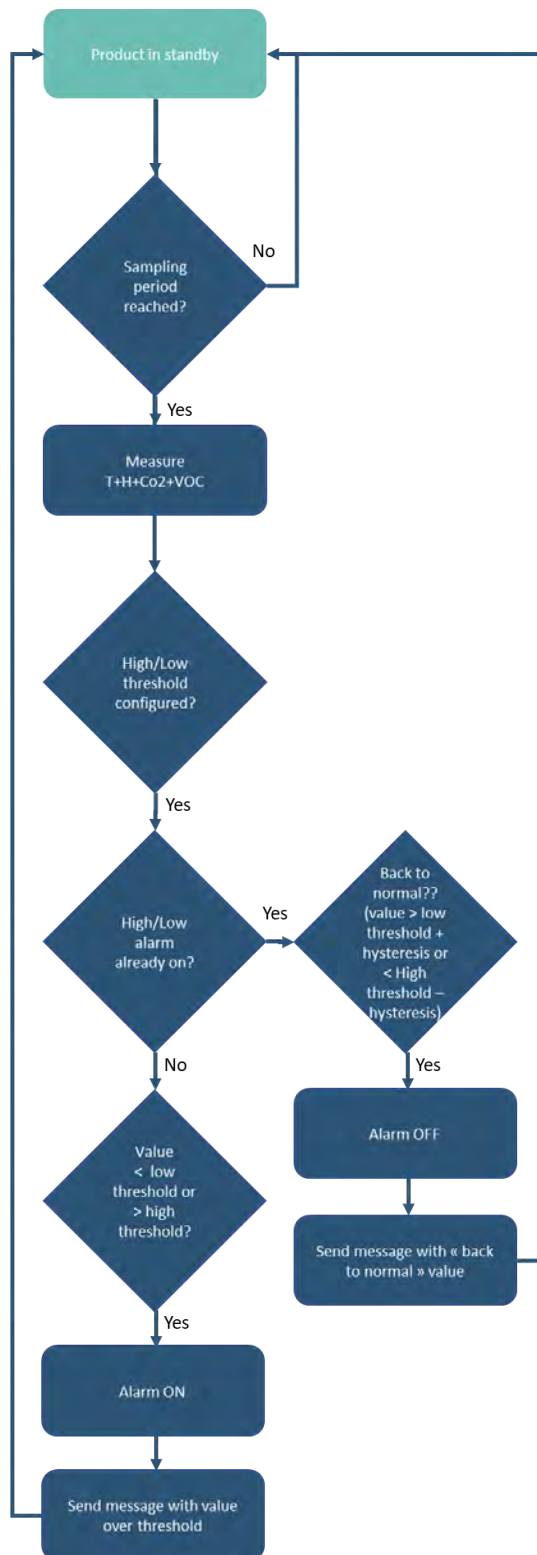 Product in standby
No
Sampling
period
reached?
Yes
Measure
T+H+Co2+VOC
High/Low
threshold
configured?
Yes
High/Low
alarm
already on?
Yes
Back to
normal??
(value > low
threshold +
hysteresis or
< High
threshold –
hysteresis)
No
Yes
Value
< low
threshold or
> high
threshold?
Alarm OFF
Send message with « back
to normal » value
Yes
Alarm ON
Send message with value
over threshold